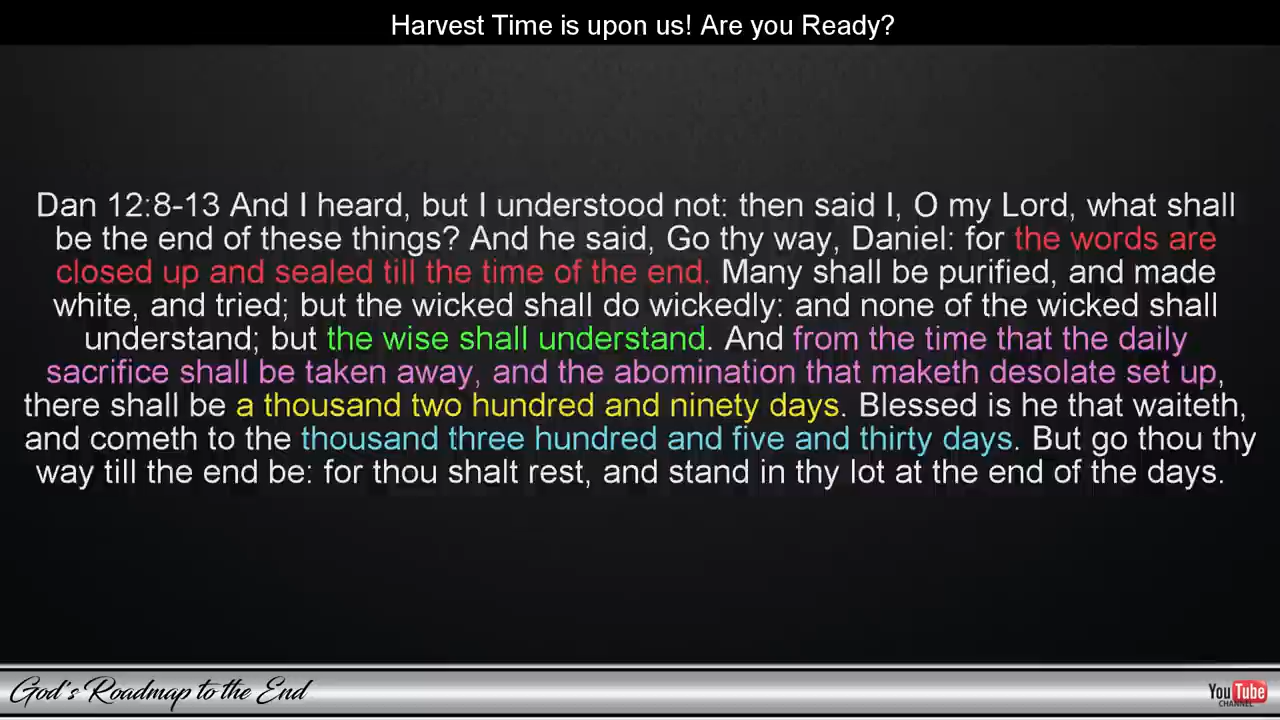 Harvest Time is upon us! Are you Ready?
Dan 12:8-13 And I heard, but I understood not: then said I, O my Lord, what shall
be the end of these things? And he said, Go thy way, Daniel: for the words are
closed up and sealed till the time of the end. Many shall be purified, and made
white, and tried; but the wicked shall do wickedly: and none of the wicked shall
understand; but the wise shall understand. And from the time that the daily
sacrifice shall be taken away, and the abomination that maketh desolate set up,
there shall be a thousand two hundred and ninety days. Blessed is he that waiteth,
and cometh to the thousand three hundred and five and thirty days. But go thou thy
way till the end be: for thou shalt rest, and stand in thy lot at the end of the days.
God's Roadmap to the End
YouTube
CHANNEL